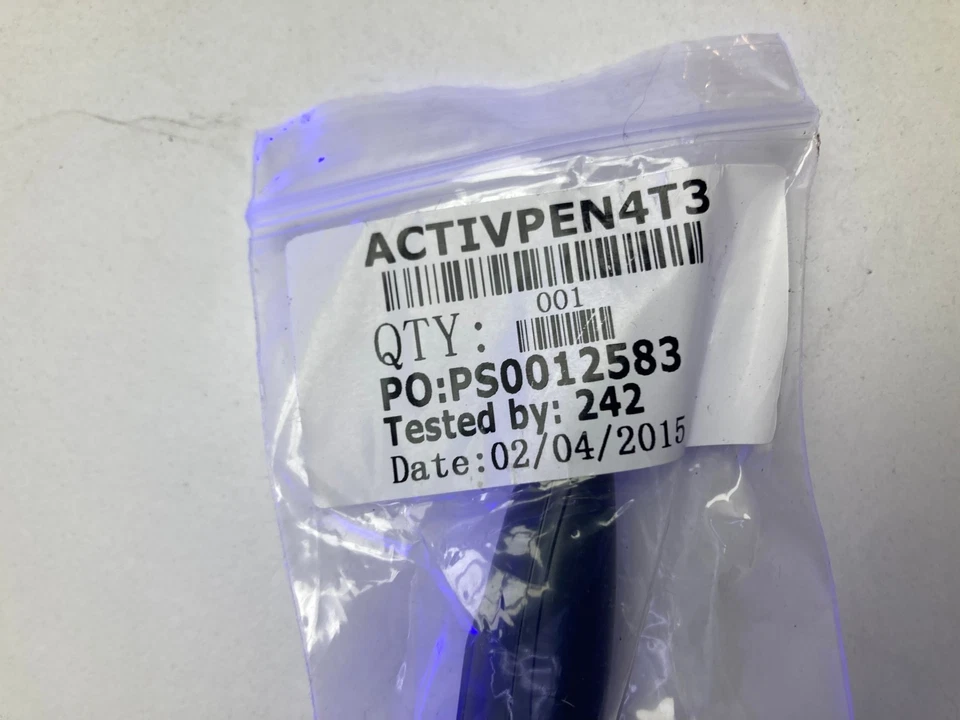 ACTIVPEN4T3
001
QTY:
PO:PS0012583
Tested by: 242
Date:02/04/2015